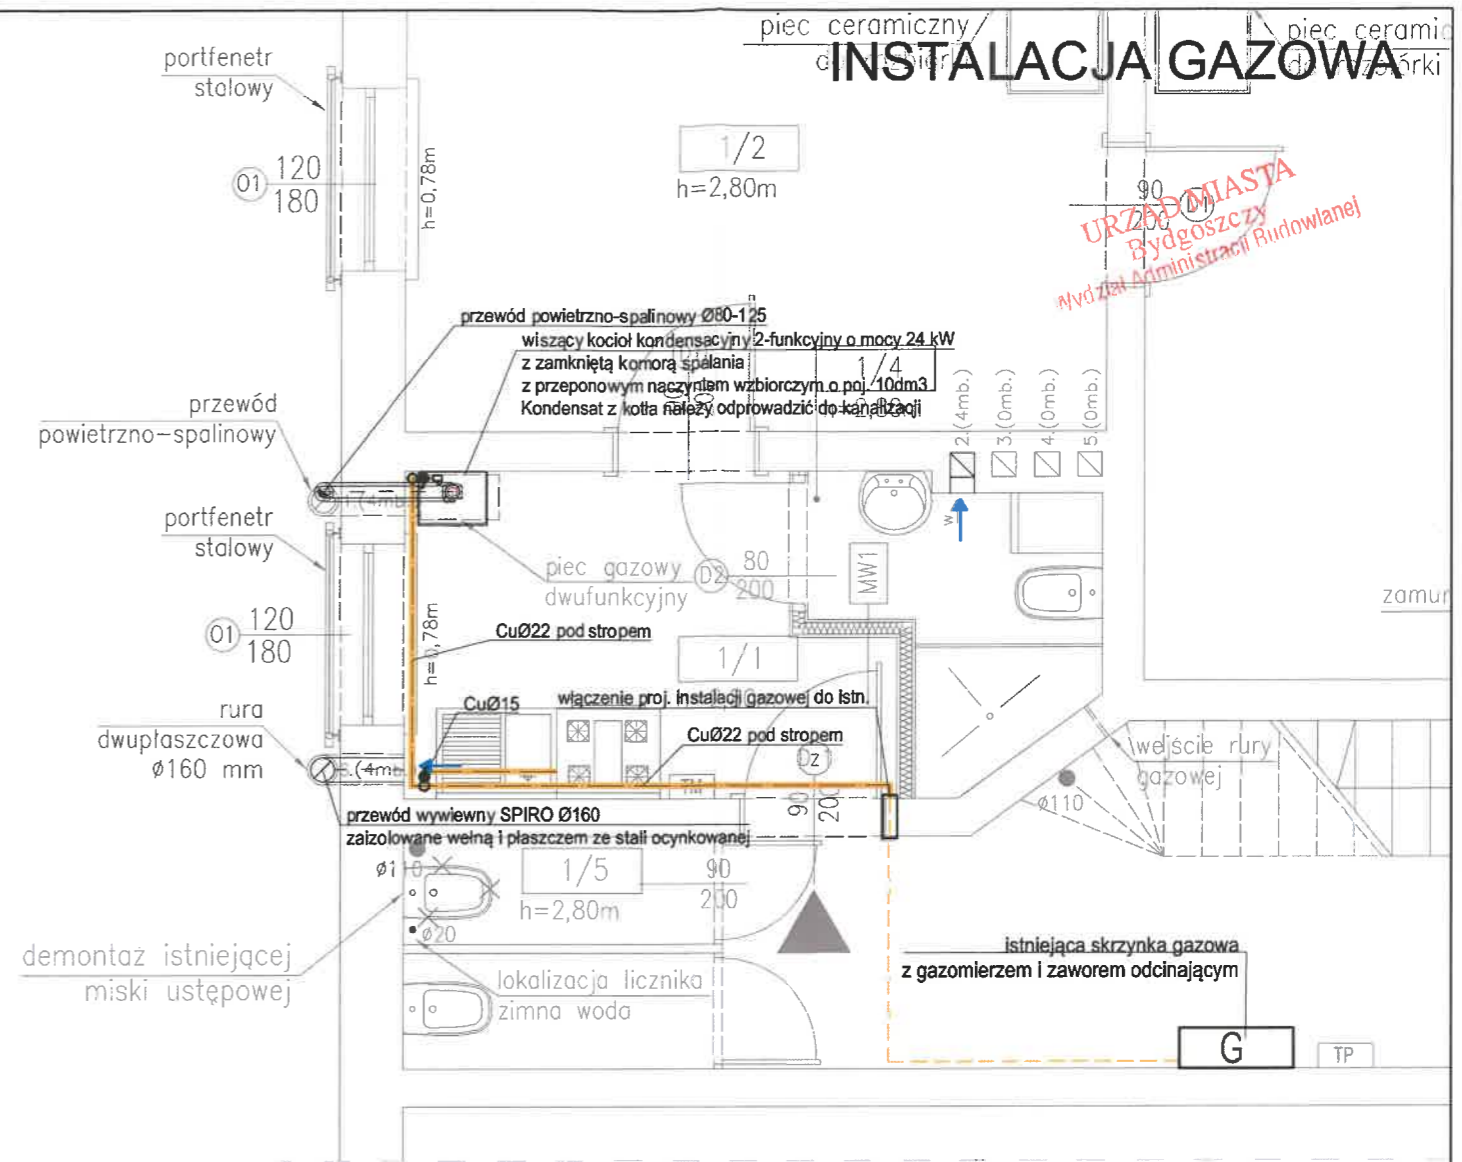 piec ceramiczny
INSTALACJA GAZOWA
piec
portfenetr
stalowy
01
120
180
h=0,78m
1/2
h=2,80m
90
200
D1
URZĄD MIASTA
Bydgoszczy
Wydział Administracji Budowlanej
przewód powietrzno-spalinowy Ø80-125
wiszący kocioł kondensacyjny 2-funkcyjny o mocy 24 kW
z zamkniętą komorą spalania
z przeponowym naczyniem wzbiorczym o poj. 10dm3
Kondensat z kotła należy odprowadzić do kanalizacji
1/4
2.(4mb.)
3.(0mb.)
4.(0mb.)
5.(0mb.)
przewód
powietrzno-spalinowy
portfenetr
stalowy
piec gazowy
dwufunkcyjny
D2
80
200
MW1
w
01
120
180
h=0,78m
CuØ22 pod stropem
1/1
CuØ15
włączenie proj. instalacji gazowej do istn.
CuØ22 pod stropem
Dz
90
200
TM
rura
dwupłaszczowa
ø160 mm
wejście rury
gazowej
ø110
przewód wywiewny SPIRO Ø160
zaizolowane wełną i płaszczem ze stali ocynkowanej
ø110
1/5
h=2,80m
90
200
ø20
demontaż istniejącej
miski ustępowej
lokalizacja licznika
zimna woda
istniejąca skrzynka gazowa
z gazomierzem i zaworem odcinającym
G
TP